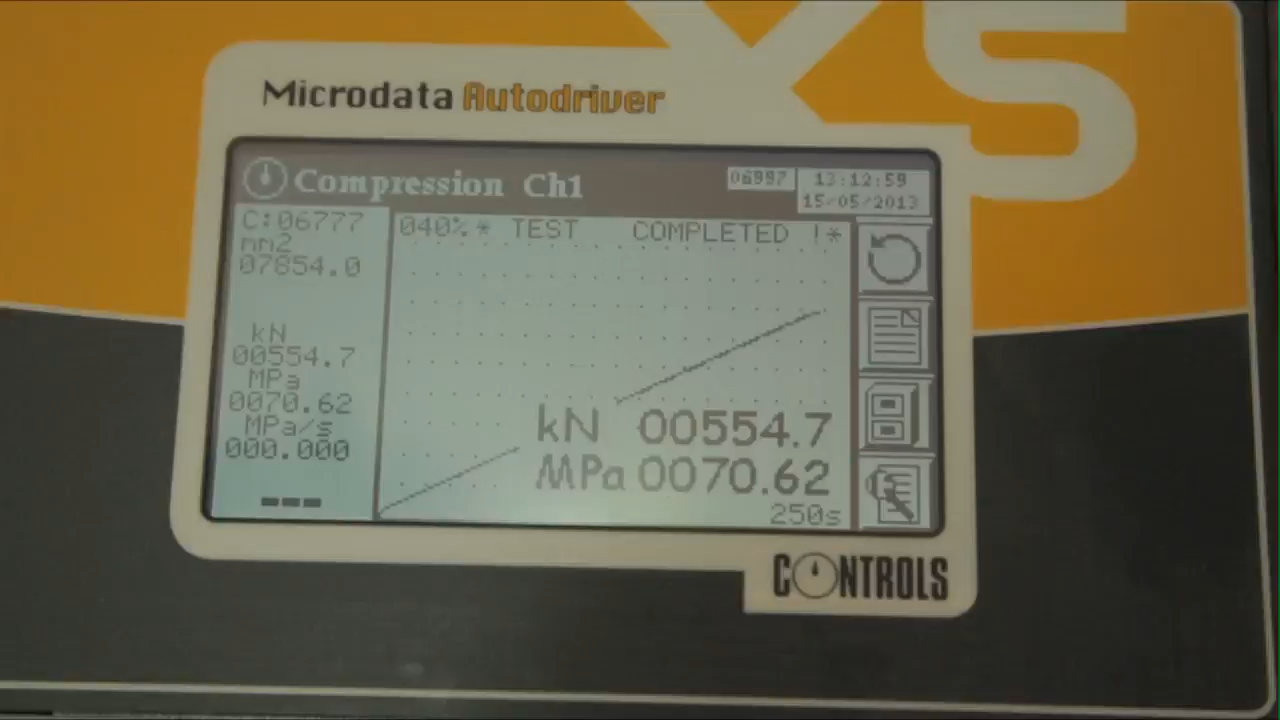 X5
Microdata Autodriver
Compression Ch1
06997
13:12:59
15/05/2013
C:06777
mm2
07854.0
kN
00554.7
MPa
0070.62
MPa/s
000.000
040%* TEST COMPLETED !*
kN 00554.7
MPa 0070.62
250s
CONTROLS